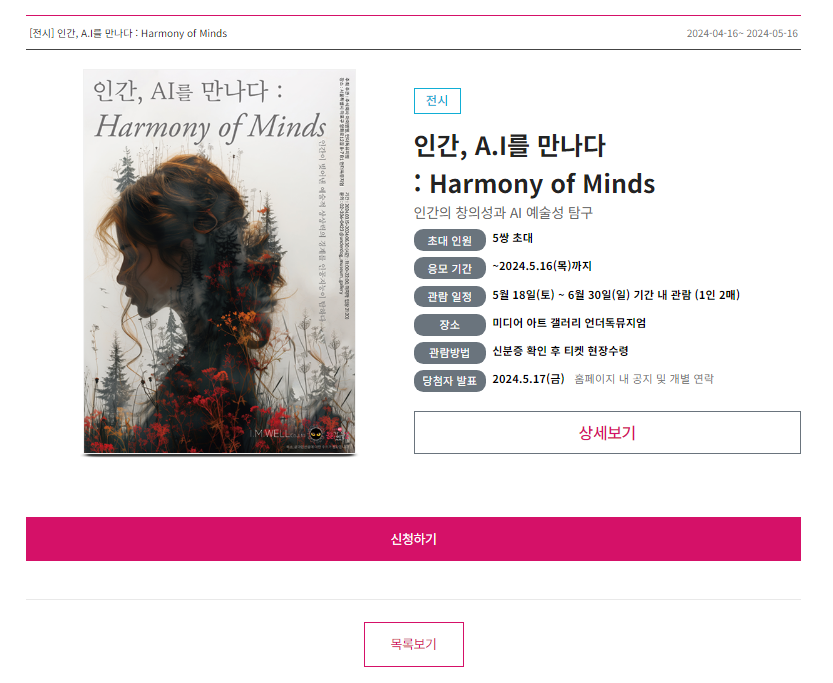 [전시] 인간, A.I를 만나다 : Harmony of Minds
2024-04-16~ 2024-05-16
인간, AI를 만나다 :
Harmony of Minds
인간이 빚어낸 예술적 상상력의 경계를 인공지능이 탐하다
I.M.WELL
전시
인간, A.I를 만나다
: Harmony of Minds
인간의 창의성과 AI 예술성 탐구
초대 인원 5쌍 초대
응모 기간 ~2024.5.16(목)까지
관람 일정 5월 18일(토) ~ 6월 30일(일) 기간 내 관람 (1인 2매)
장소 미디어 아트 갤러리 언더독뮤지엄
관람방법 신분증 확인 후 티켓 현장수령
당첨자 발표 2024.5.17(금) 홈페이지 내 공지 및 개별 연락
상세보기
신청하기
목록보기